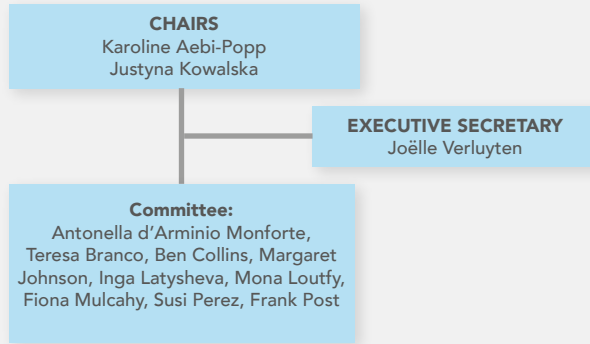 CHAIRS
Karoline Aebi-Popp
Justyna Kowalska
EXECUTIVE SECRETARY
Joëlle Verluyten
Committee:
Antonella d’Arminio Monforte,
Teresa Branco, Ben Collins, Margaret
Johnson, Inga Latysheva, Mona Loutfy,
Fiona Mulcahy, Susi Perez, Frank Post